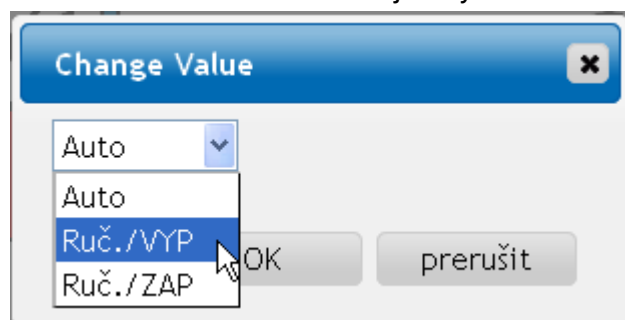 Change Value
Auto
Auto
Ruč./VYP
OK
prerušit
Ruč./ZAP